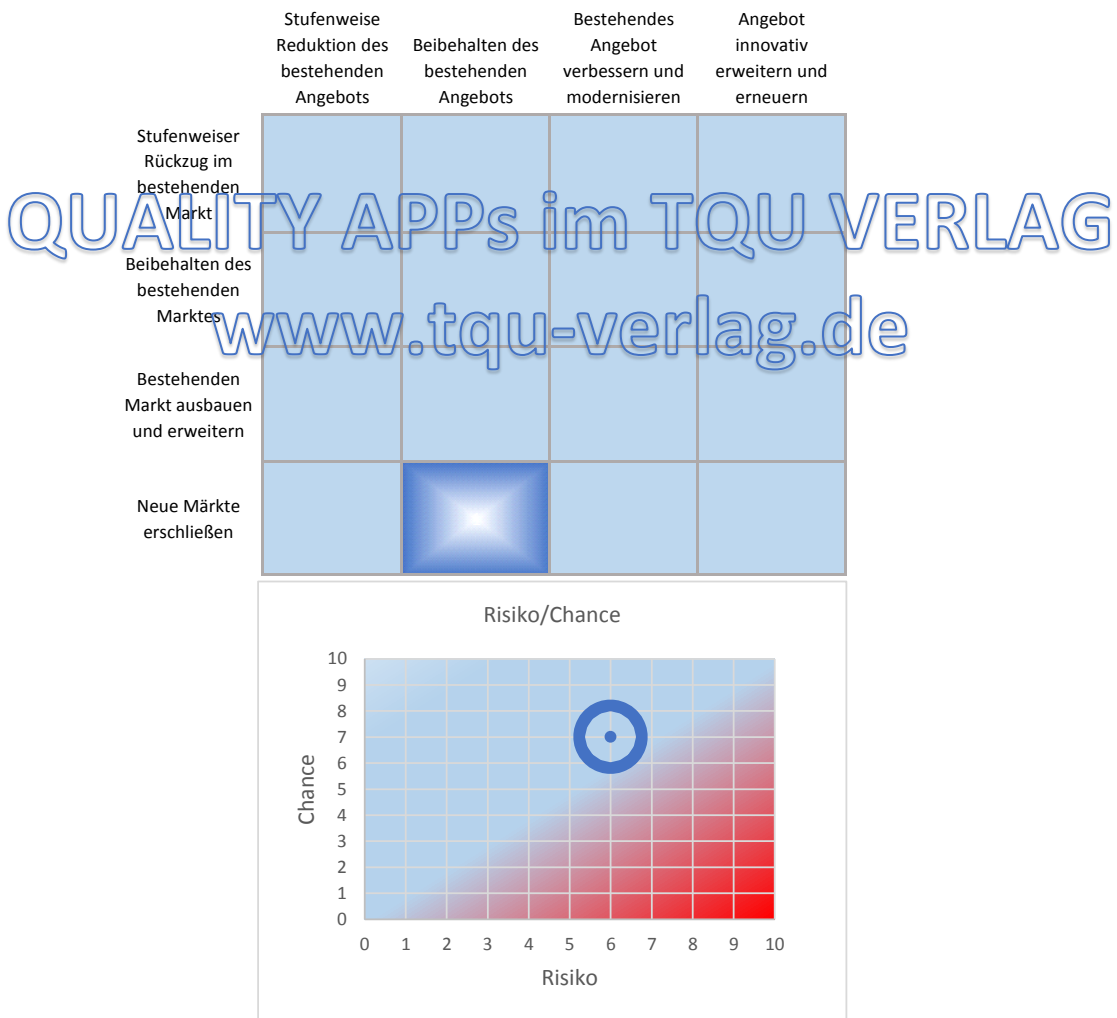 Stufenweise
Reduktion des
bestehenden
Angebots
Beibehalten des
bestehenden
Angebots
Bestehendes
Angebot
verbessern und
modernisieren
Angebot
innovativ
erweitern und
erneuern
Stufenweiser
Rückzug im
bestehenden
Markt
QUALITY APPs im TQU VERLAG
Beibehalten des
bestehenden
Marktes
www.tqu-verlag.de
Bestehenden
Markt ausbauen
und erweitern
Neue Märkte
erschließen
Risiko/Chance
10
9
8
7
6
5
4
3
2
1
0
Chance
0 1 2 3 4 5 6 7 8 9 10
Risiko